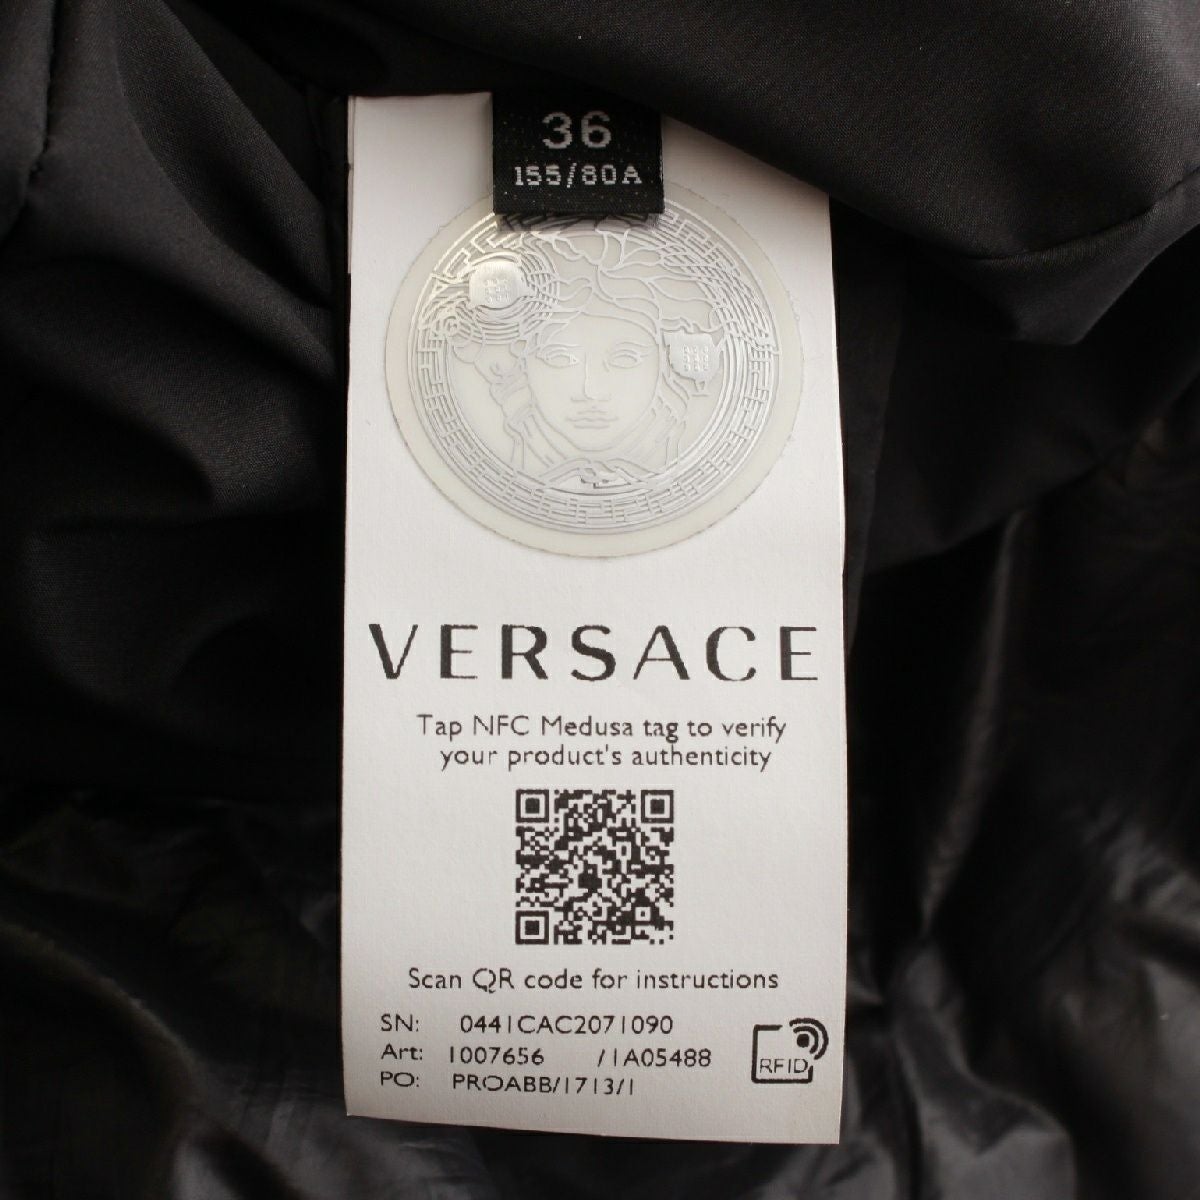 36
155/80A
VERSACE
Tap NFC Medusa tag to verify
your product's authenticity
Scan QR code for instructions
SN: 0441CAC2071090
Art: 1007656 /1A05488
PO: PROABB/1713/1
RFID